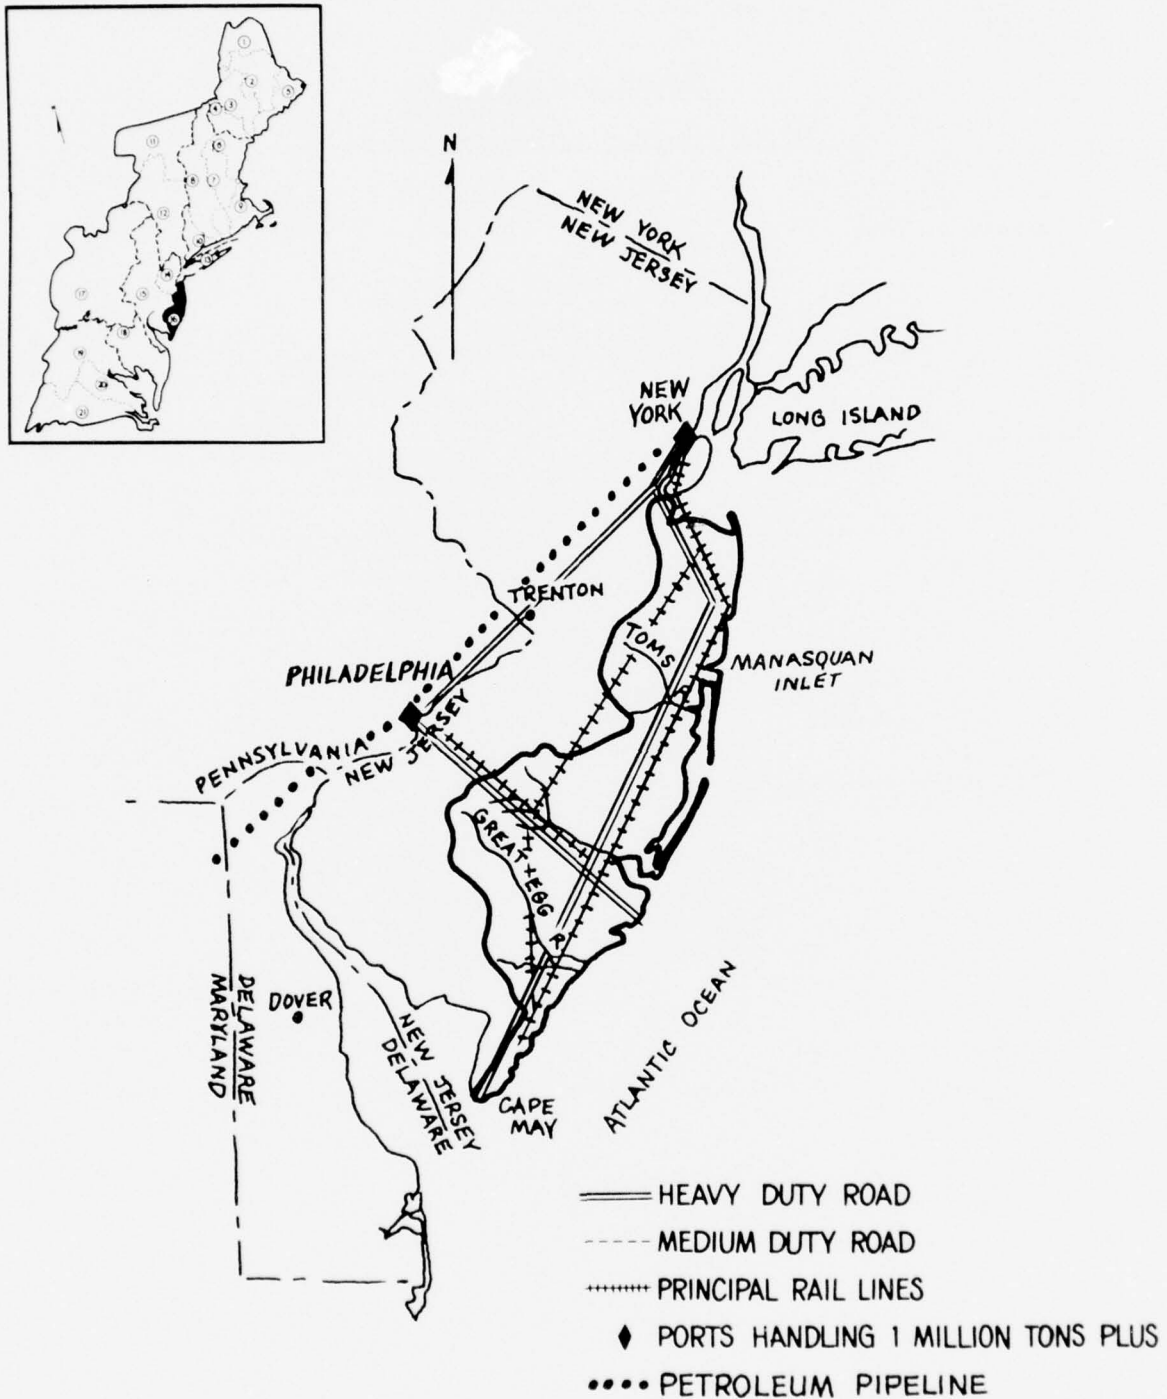 N
NEW YORK
NEW JERSEY
NEW
YORK
LONG ISLAND
TRENTON
TOMS
MANASQUAN
INLET
PHILADELPHIA
PENNSYLVANIA
NEW JERSEY
GREAT EGG R
DELAWARE
MARYLAND
DOVER
NEW JERSEY
DELAWARE
CAPE
MAY
ATLANTIC OCEAN
HEAVY DUTY ROAD
MEDIUM DUTY ROAD
PRINCIPAL RAIL LINES
PORTS HANDLING 1 MILLION TONS PLUS
PETROLEUM PIPELINE